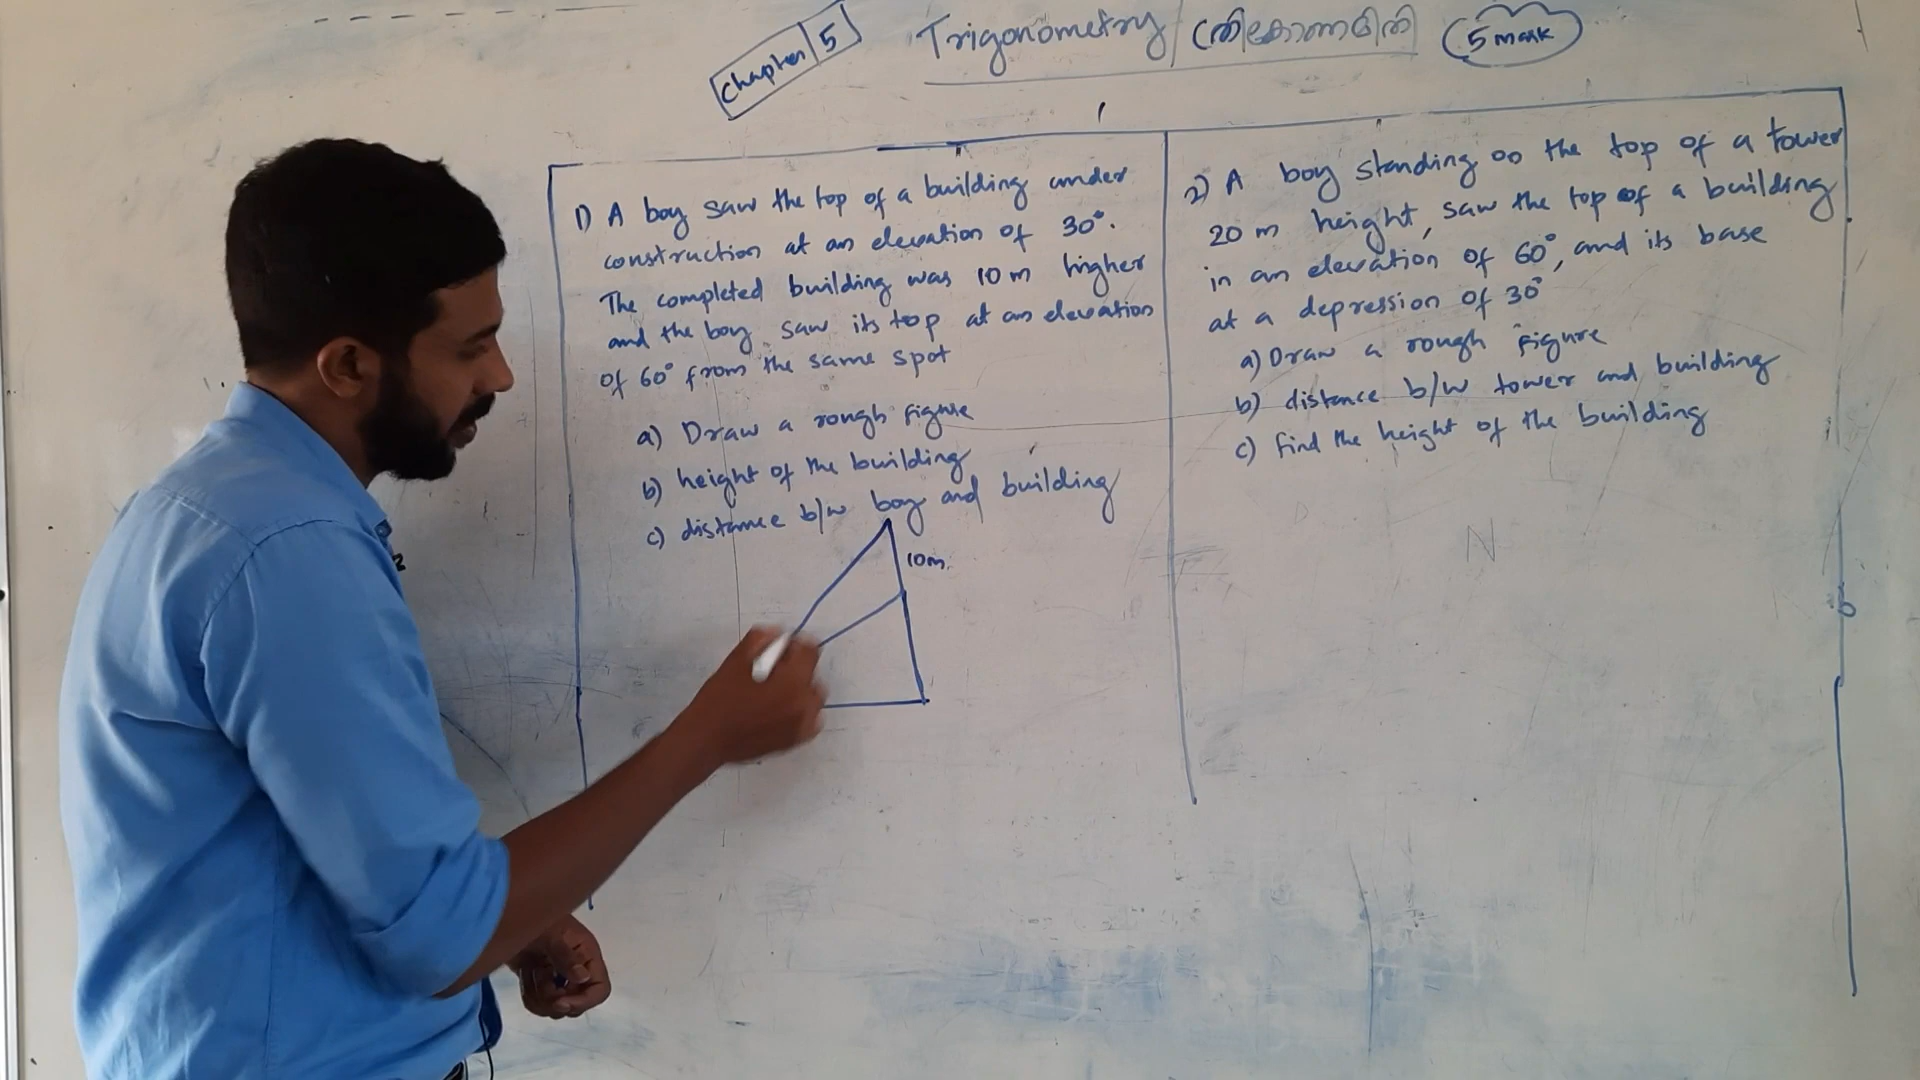 Chapter 5
Trigonometry / ത്രികോണമിതി
5 mark
1) A boy saw the top of a building under
construction at an elevation of 30°.
The completed building was 10 m higher
and the boy saw its top at an elevation
of 60° from the same spot
a) Draw a rough figure
b) height of the building
c) distance b/w boy and building
10m
2) A boy standing on the top of a tower
20 m height, saw the top of a building
in an elevation of 60°, and its base
at a depression of 30°
a) Draw a rough figure
b) distance b/w tower and building
c) find the height of the building
N